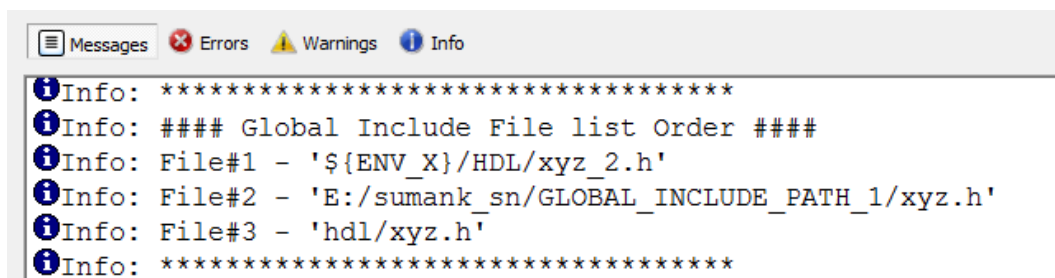 Messages Errors Warnings Info
Info: ***********************************
Info: #### Global Include File list Order ####
Info: File#1 - '${ENV_X}/HDL/xyz_2.h'
Info: File#2 - 'E:/sumank_sn/GLOBAL_INCLUDE_PATH_1/xyz.h'
Info: File#3 - 'hdl/xyz.h'
Info: ***********************************